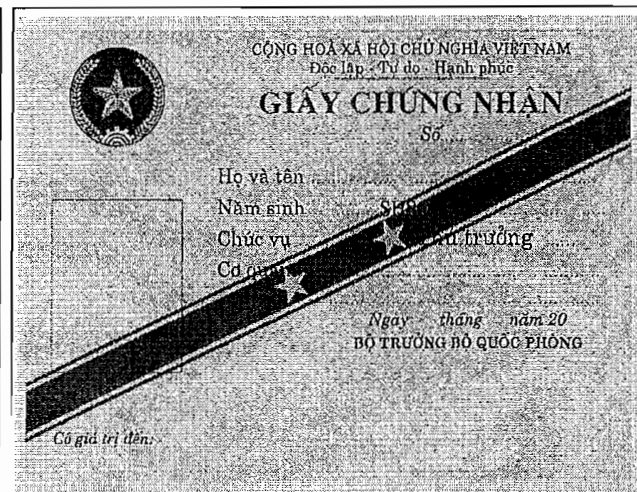 CỘNG HOÀ XÃ HỘI CHỦ NGHĨA VIỆT NAM
Độc lập - Tự do - Hạnh phúc
GIẤY CHỨNG NHẬN
Số ....
Họ và tên ....
Năm sinh
Chức vụ trưởng ....
Cơ quan
Ngày tháng năm 20
BỘ TRƯỞNG BỘ QUỐC PHÒNG
Có giá trị đến: